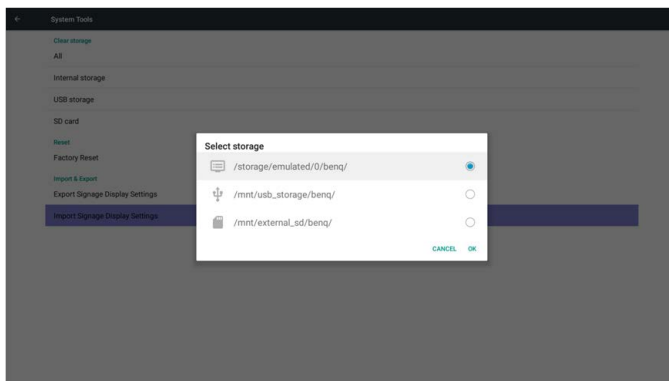 System Tools
Clear storage
All
Internal storage
USB storage
SD card
Reset
Factory Reset
Import & Export
Export Signage Display Settings
Import Signage Display Settings
Select storage
/storage/emulated/0/benq/
/mnt/usb_storage/benq/
/mnt/external_sd/benq/
CANCEL OK